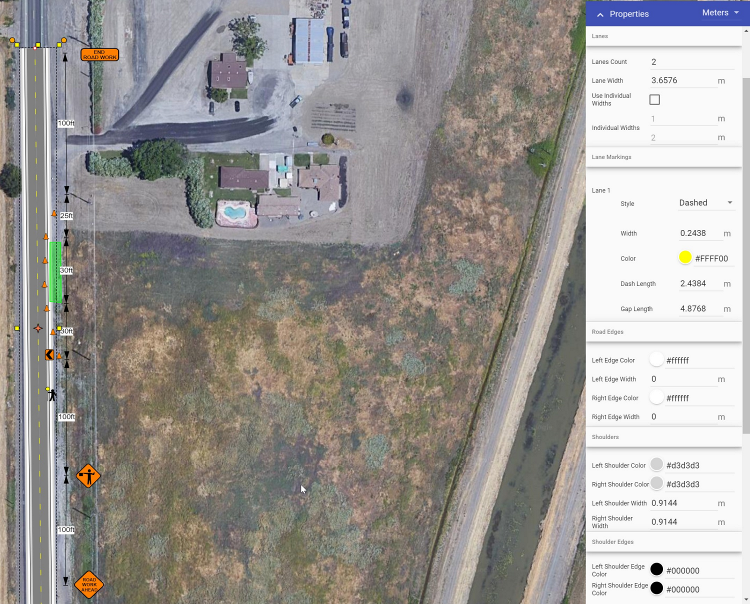 Properties
Meters
Lanes
Lanes Count 2
Lane Width 3.6576 m
Use Individual
Widths
Individual Widths
1 m
2 m
Lane Markings
Lane 1
Style Dashed
Width 0.2438 m
Color #FFFF00
Dash Length 2.4384 m
Gap Length 4.8768 m
Road Edges
Left Edge Color #ffffff
Left Edge Width 0 m
Right Edge Color #ffffff
Right Edge Width 0 m
Shoulders
Left Shoulder Color #d3d3d3
Right Shoulder Color #d3d3d3
Left Shoulder Width 0.9144 m
Right Shoulder
Width 0.9144 m
Shoulder Edges
Left Shoulder Edge
Color #000000
Right Shoulder Edge
Color #000000
END
ROAD WORK
100ft
25ft
30ft
30ft
100ft
100ft
ROAD
WORK
AHEAD